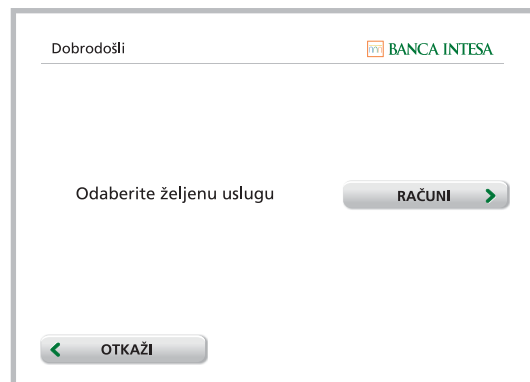 Dobrodošli
BANCA INTESA
Odaberite željenu uslugu
RAČUNI
OTKAŽI